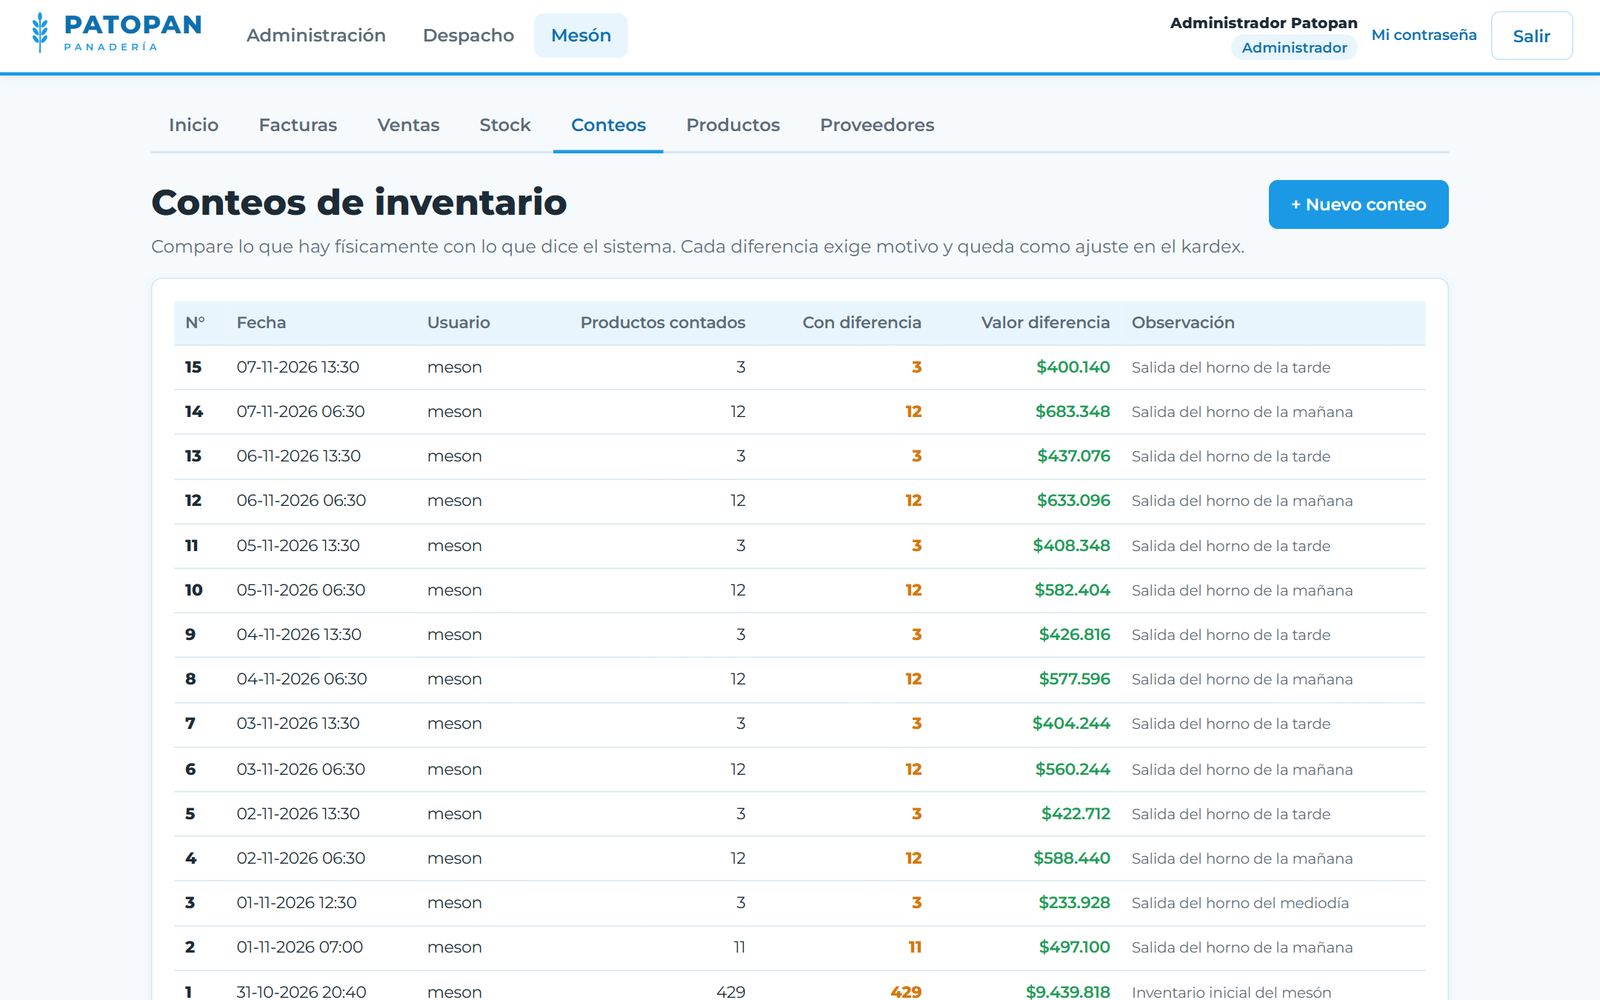 PATOPAN
PANADERÍA
Administración Despacho Mesón
Administrador Patopan
Administrador
Mi contraseña
Salir
Inicio Facturas Ventas Stock Conteos Productos Proveedores
Conteos de inventario
+ Nuevo conteo
Compare lo que hay físicamente con lo que dice el sistema. Cada diferencia exige motivo y queda como ajuste en el kardex.
N° Fecha Usuario Productos contados Con diferencia Valor diferencia Observación
15 07-11-2026 13:30 meson 3 3 $400.140 Salida del horno de la tarde
14 07-11-2026 06:30 meson 12 12 $683.348 Salida del horno de la mañana
13 06-11-2026 13:30 meson 3 3 $437.076 Salida del horno de la tarde
12 06-11-2026 06:30 meson 12 12 $633.096 Salida del horno de la mañana
11 05-11-2026 13:30 meson 3 3 $408.348 Salida del horno de la tarde
10 05-11-2026 06:30 meson 12 12 $582.404 Salida del horno de la mañana
9 04-11-2026 13:30 meson 3 3 $426.816 Salida del horno de la tarde
8 04-11-2026 06:30 meson 12 12 $577.596 Salida del horno de la mañana
7 03-11-2026 13:30 meson 3 3 $404.244 Salida del horno de la tarde
6 03-11-2026 06:30 meson 12 12 $560.244 Salida del horno de la mañana
5 02-11-2026 13:30 meson 3 3 $422.712 Salida del horno de la tarde
4 02-11-2026 06:30 meson 12 12 $588.440 Salida del horno de la mañana
3 01-11-2026 12:30 meson 3 3 $233.928 Salida del horno del mediodía
2 01-11-2026 07:00 meson 11 11 $497.100 Salida del horno de la mañana
1 31-10-2026 20:40 meson 429 429 $9.439.818 Inventario inicial del mesón